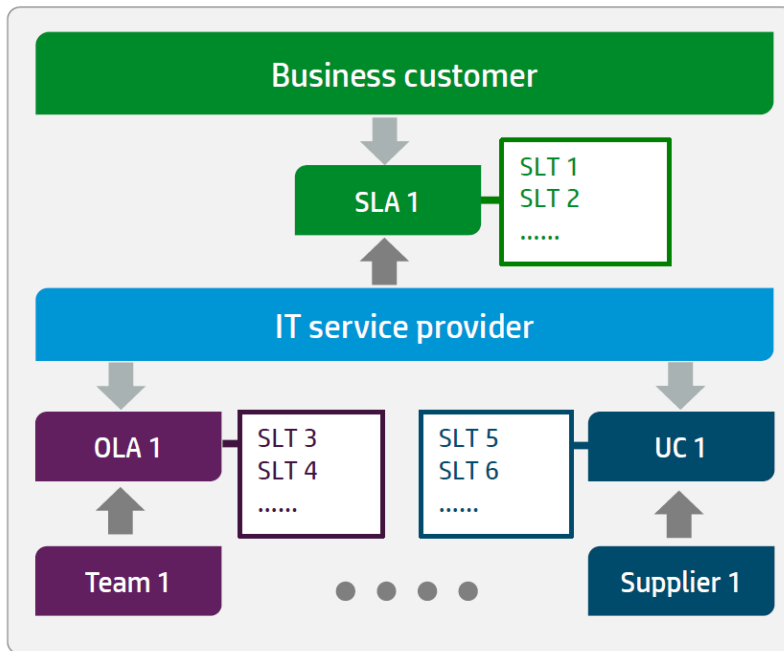 Business customer
SLA 1
SLT 1
SLT 2
......
IT service provider
OLA 1
SLT 3
SLT 4
......
SLT 5
SLT 6
......
UC 1
Team 1
Supplier 1